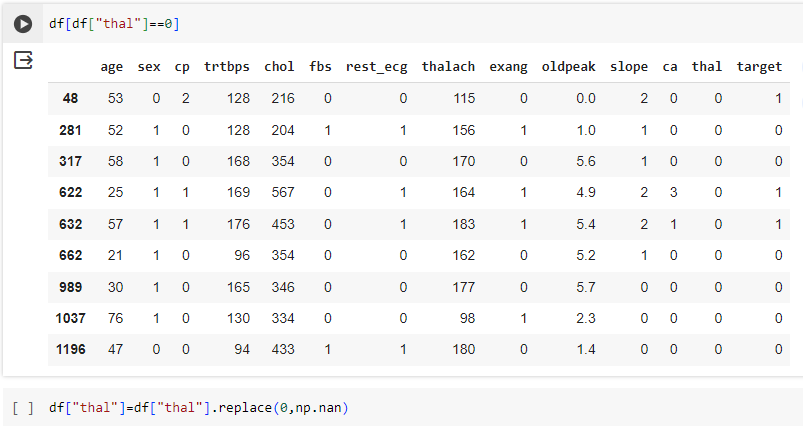 df[df["thal"]==0]
age sex cp trtbps chol fbs rest_ecg thalach exang oldpeak slope ca thal target
48 53 0 2 128 216 0 0 115 0 0.0 2 0 0 1
281 52 1 0 128 204 1 1 156 1 1.0 1 0 0 0
317 58 1 0 168 354 0 0 170 0 5.6 1 0 0 0
622 25 1 1 169 567 0 1 164 1 4.9 2 3 0 1
632 57 1 1 176 453 0 1 183 1 5.4 2 1 0 1
662 21 1 0 96 354 0 0 162 0 5.2 1 0 0 0
989 30 1 0 165 346 0 0 177 0 5.7 0 0 0 0
1037 76 1 0 130 334 0 0 98 1 2.3 0 0 0 0
1196 47 0 0 94 433 1 1 180 0 1.4 0 0 0 0
[ ] df["thal"]=df["thal"].replace(0,np.nan)